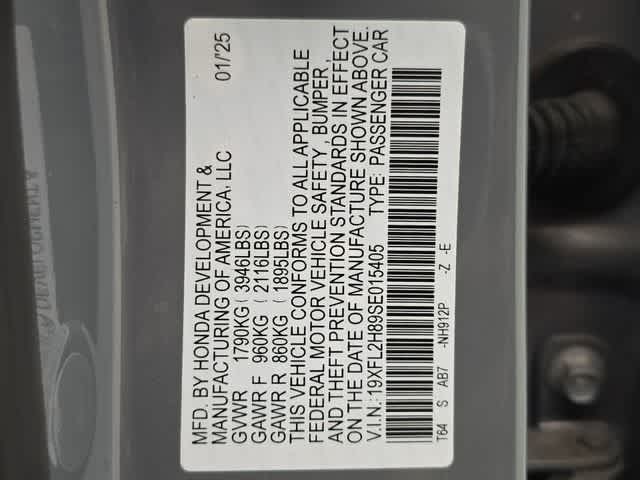 MFD. BY HONDA DEVELOPMENT & 01/'25
MANUFACTURING OF AMERICA, LLC
GVWR 1790KG (3946LBS)
GAWR F 960KG (2116LBS)
GAWR R 860KG (1895LBS)
THIS VEHICLE CONFORMS TO ALL APPLICABLE
FEDERAL MOTOR VEHICLE SAFETY, BUMPER,
AND THEFT PREVENTION STANDARDS IN EFFECT
ON THE DATE OF MANUFACTURE SHOWN ABOVE.
V.I.N.: 19XFL2H89SE015405 TYPE: PASSENGER CAR
T64 S AB7 -NH912P -Z -E